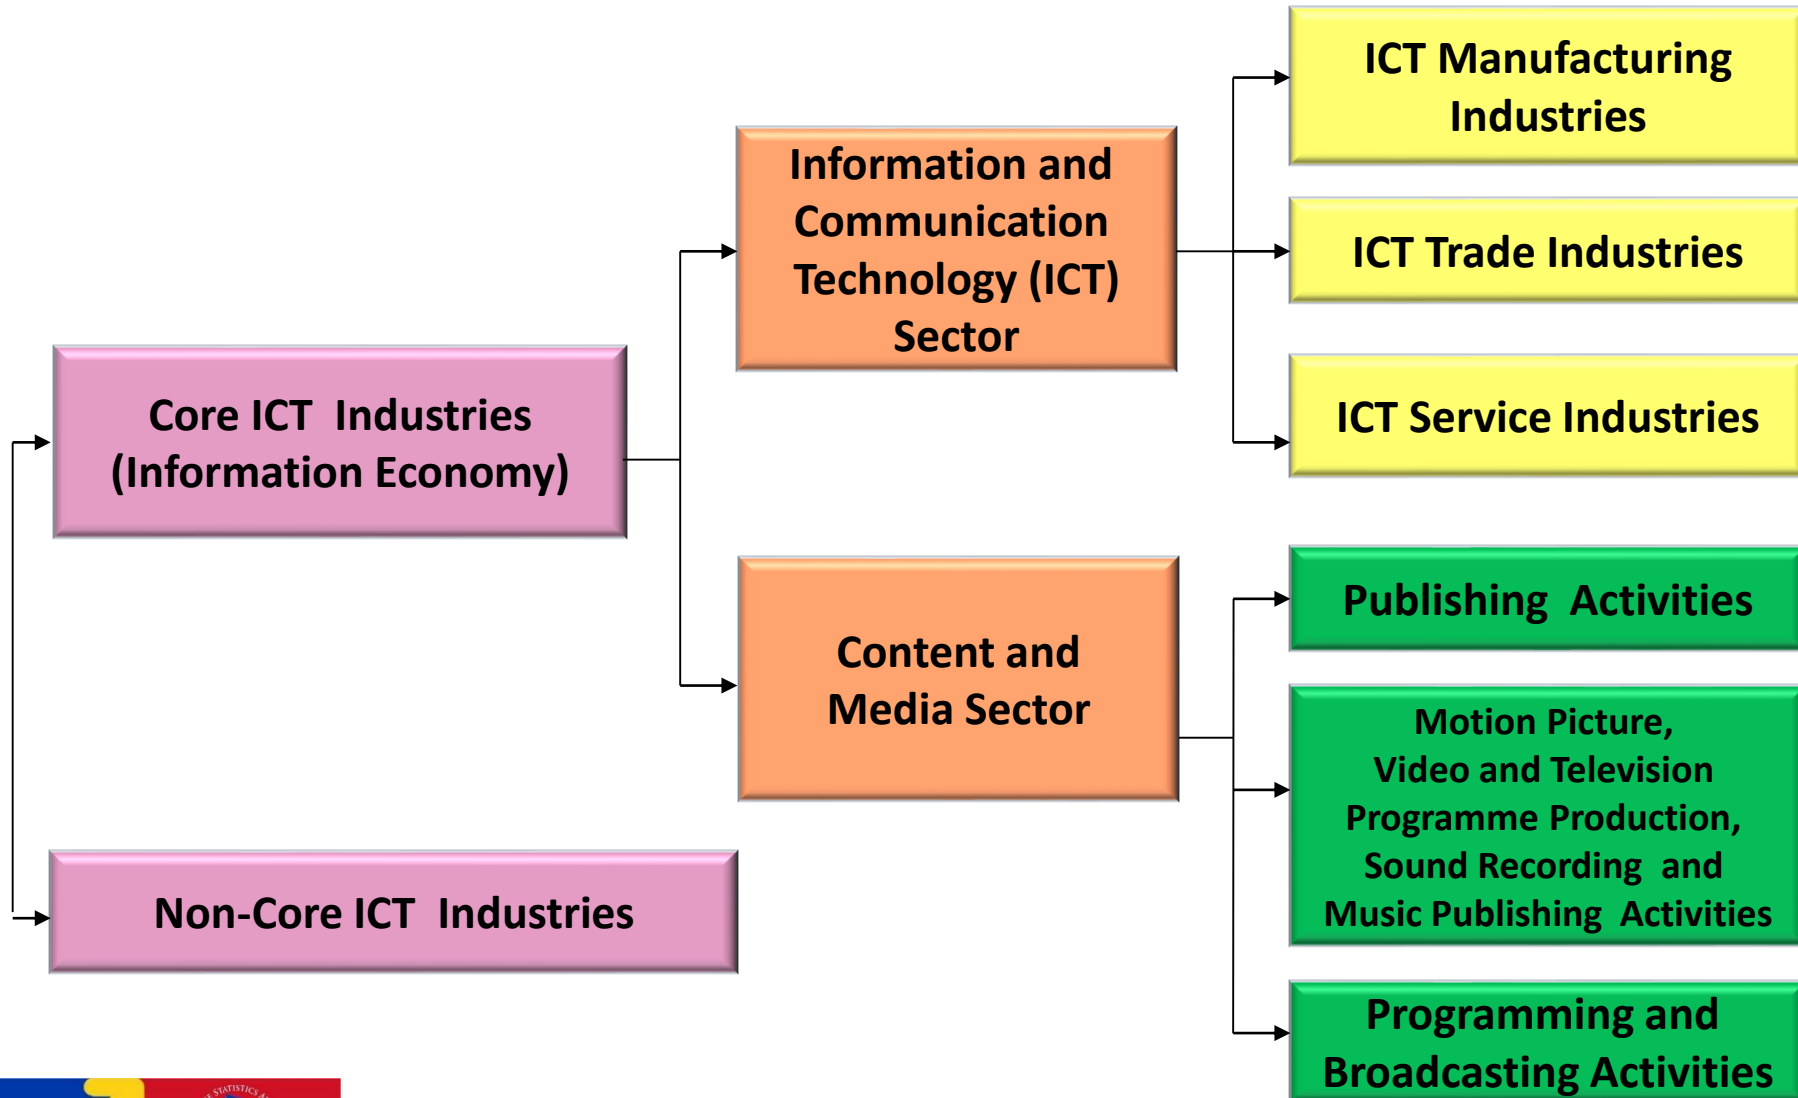 ICT Manufacturing
Industries
Information and
Communication
Technology (ICT)
Sector
ICT Trade Industries
ICT Service Industries
Core ICT  Industries
(Information Economy)
Publishing  Activities
Content and
Media Sector
Motion Picture,
Video and Television
Programme Production,
Sound Recording  and
Music Publishing  Activities
Non-Core ICT  Industries
Programming and
Broadcasting Activities
STATISTICS